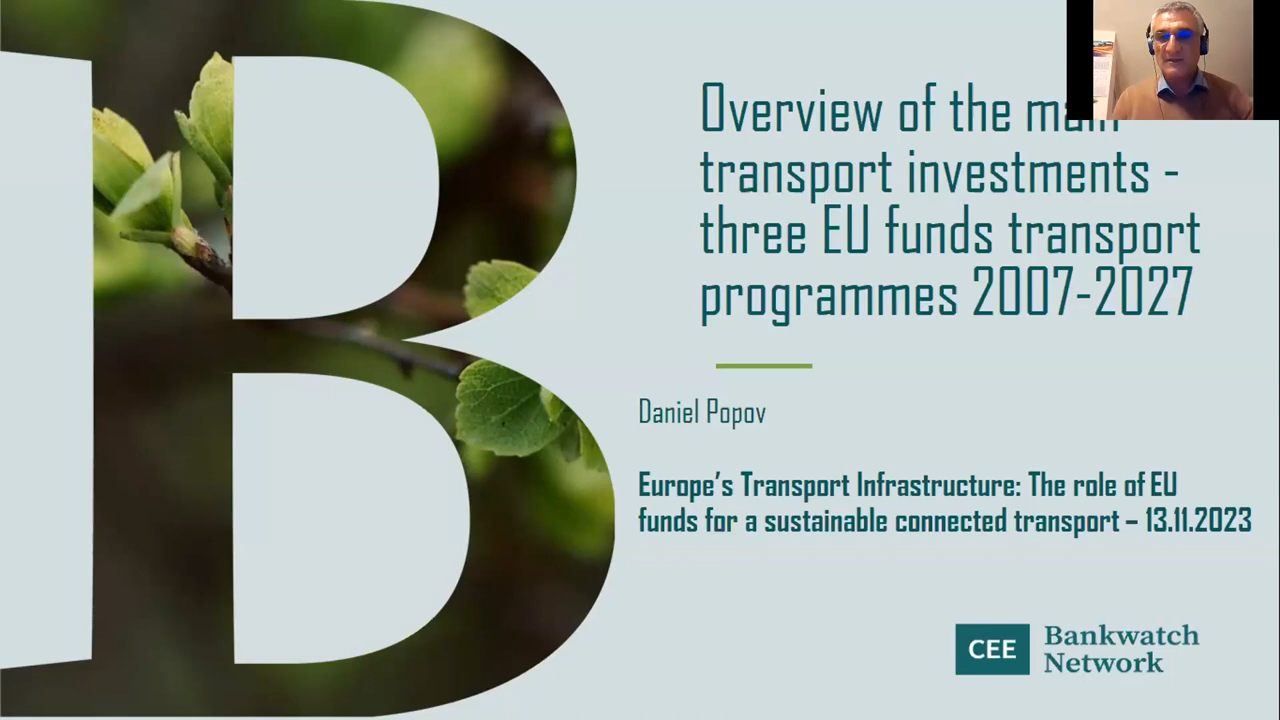 Overview of the main
transport investments -
three EU funds transport
programmes 2007-2027
Daniel Popov
Europe's Transport Infrastructure: The role of EU
funds for a sustainable connected transport – 13.11.2023
CEE
Bankwatch
Network